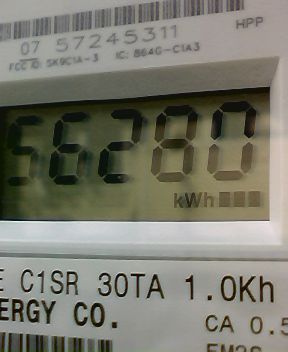 HPP
07 57245311
FCC ID: SK9C1A-3 IC: 864G-C1A3
56280
kWh
E C1SR 30TA 1.0Kh
ERGY CO.
CA 0.5
EM2S